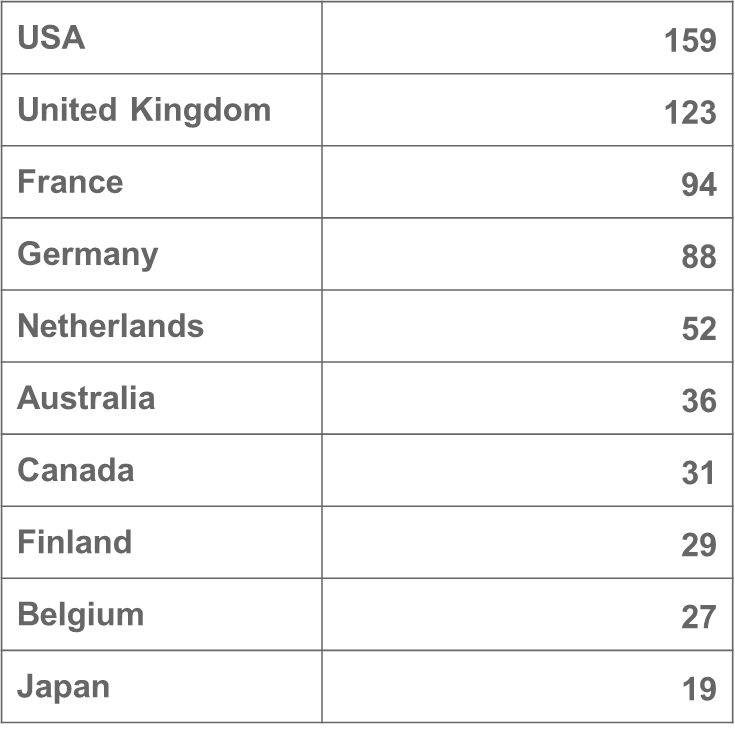 USA 159
United Kingdom 123
France 94
Germany 88
Netherlands 52
Australia 36
Canada 31
Finland 29
Belgium 27
Japan 19